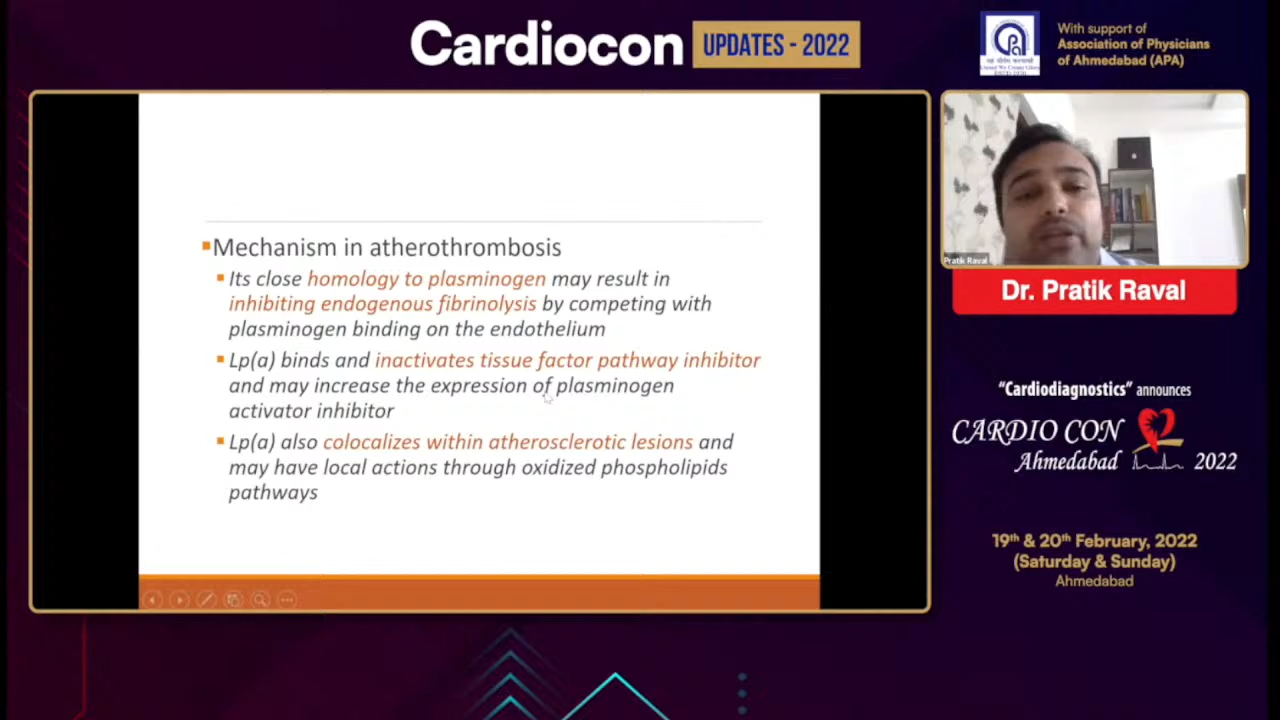 Cardiocon UPDATES - 2022
With support of
Association of Physicians
of Ahmedabad (APA)
Mechanism in atherothrombosis
Its close homology to plasminogen may result in
inhibiting endogenous fibrinolysis by competing with
plasminogen binding on the endothelium
Lp(a) binds and inactivates tissue factor pathway inhibitor
and may increase the expression of plasminogen
activator inhibitor
Lp(a) also colocalizes within atherosclerotic lesions and
may have local actions through oxidized phospholipids
pathways
Pratik Raval
Dr. Pratik Raval
“Cardiodiagnostics” announces
CARDIO CON
Ahmedabad 2022
19th & 20th February, 2022
(Saturday & Sunday)
Ahmedabad